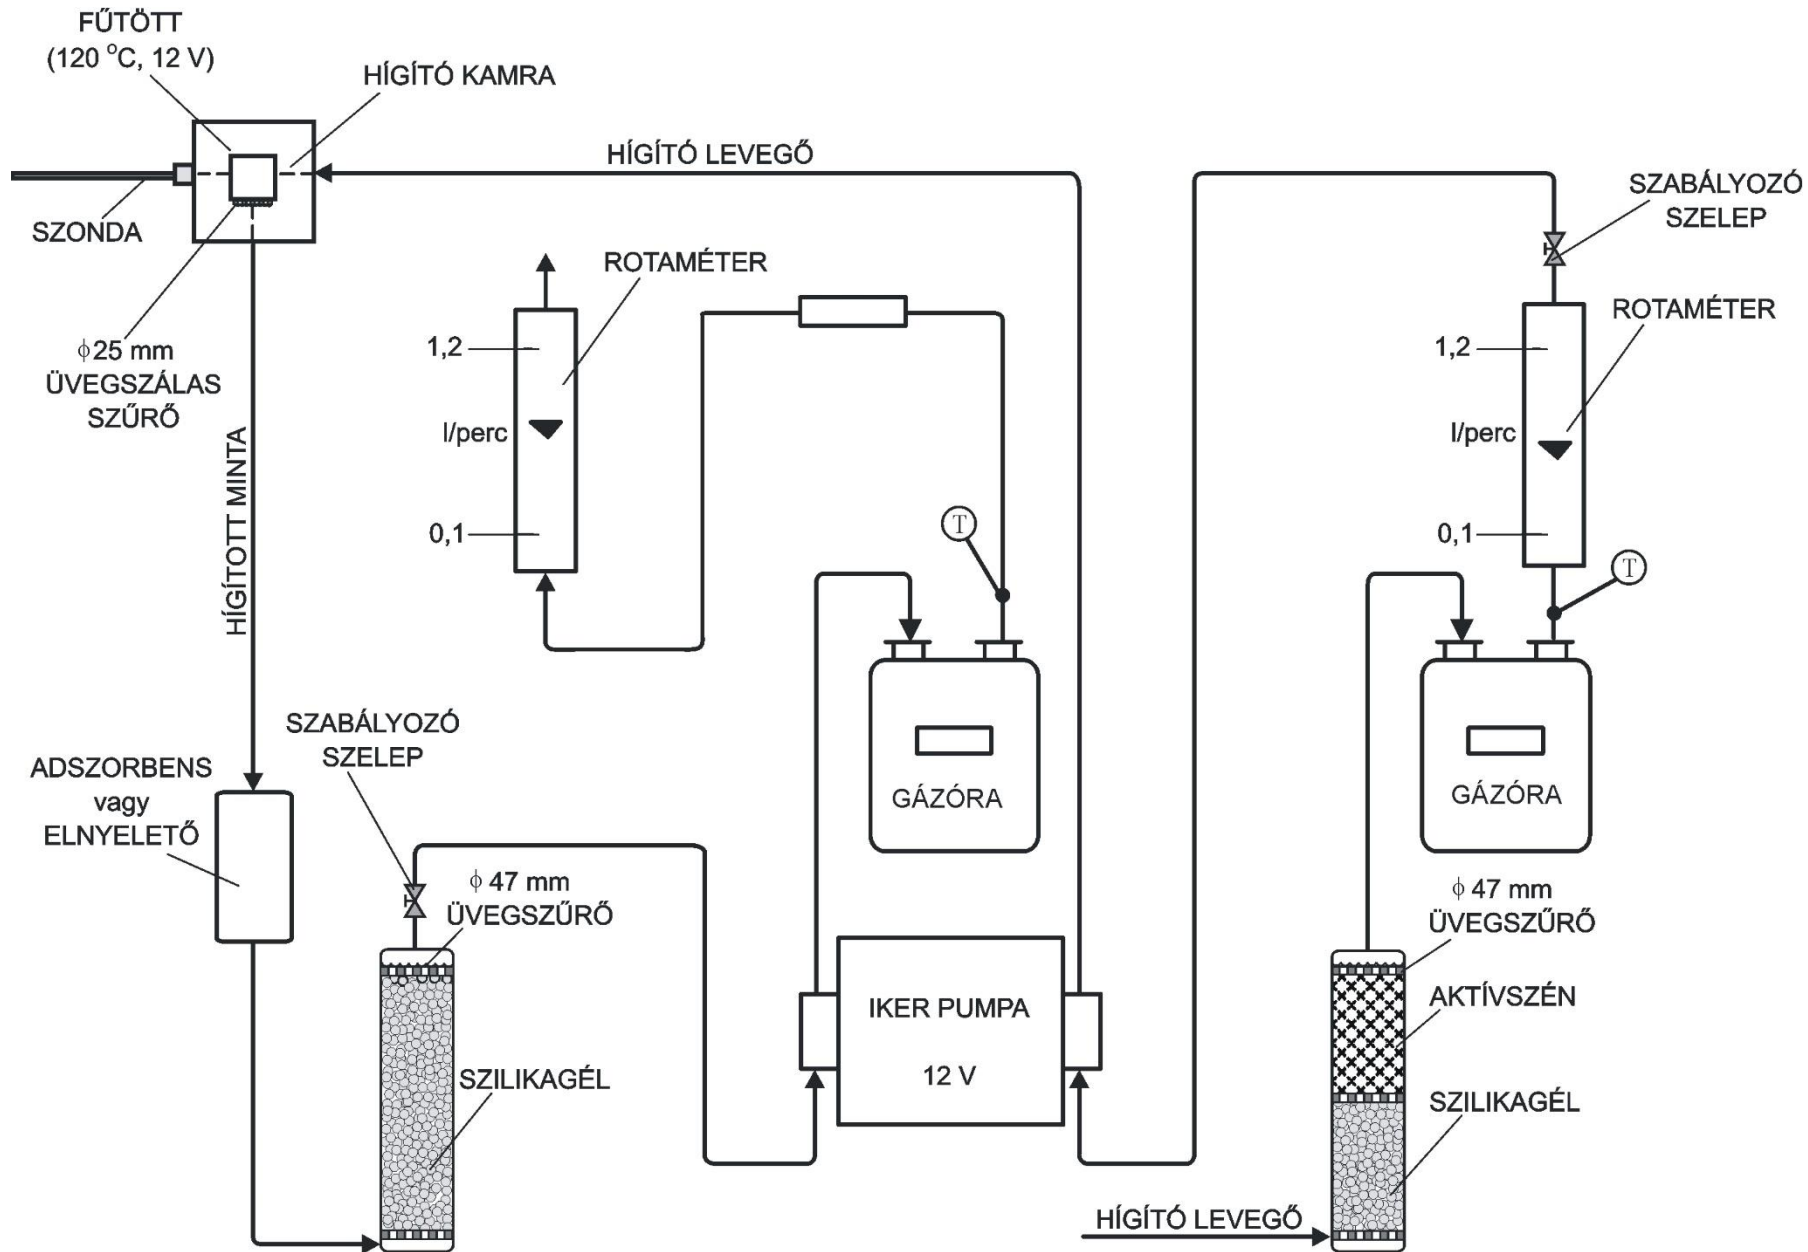 FŰTÖTT
(120 °C, 12 V)
HÍGÍTÓ KAMRA
HÍGÍTÓ LEVEGŐ
SZABÁLYOZÓ
SZELEP
SZONDA
ROTAMÉTER
ROTAMÉTER
ϕ 25 mm
ÜVEGSZÁLAS
SZŰRŐ
1,2
l/perc
0,1
1,2
l/perc
0,1
T
T
HÍGÍTOTT MINTA
SZABÁLYOZÓ
SZELEP
ADSZORBENS
vagy
ELNYELETŐ
GÁZÓRA
GÁZÓRA
ϕ 47 mm
ÜVEGSZŰRŐ
ϕ 47 mm
ÜVEGSZŰRŐ
AKTÍVSZÉN
IKER PUMPA
12 V
SZILIKAGÉL
SZILIKAGÉL
HÍGÍTÓ LEVEGŐ